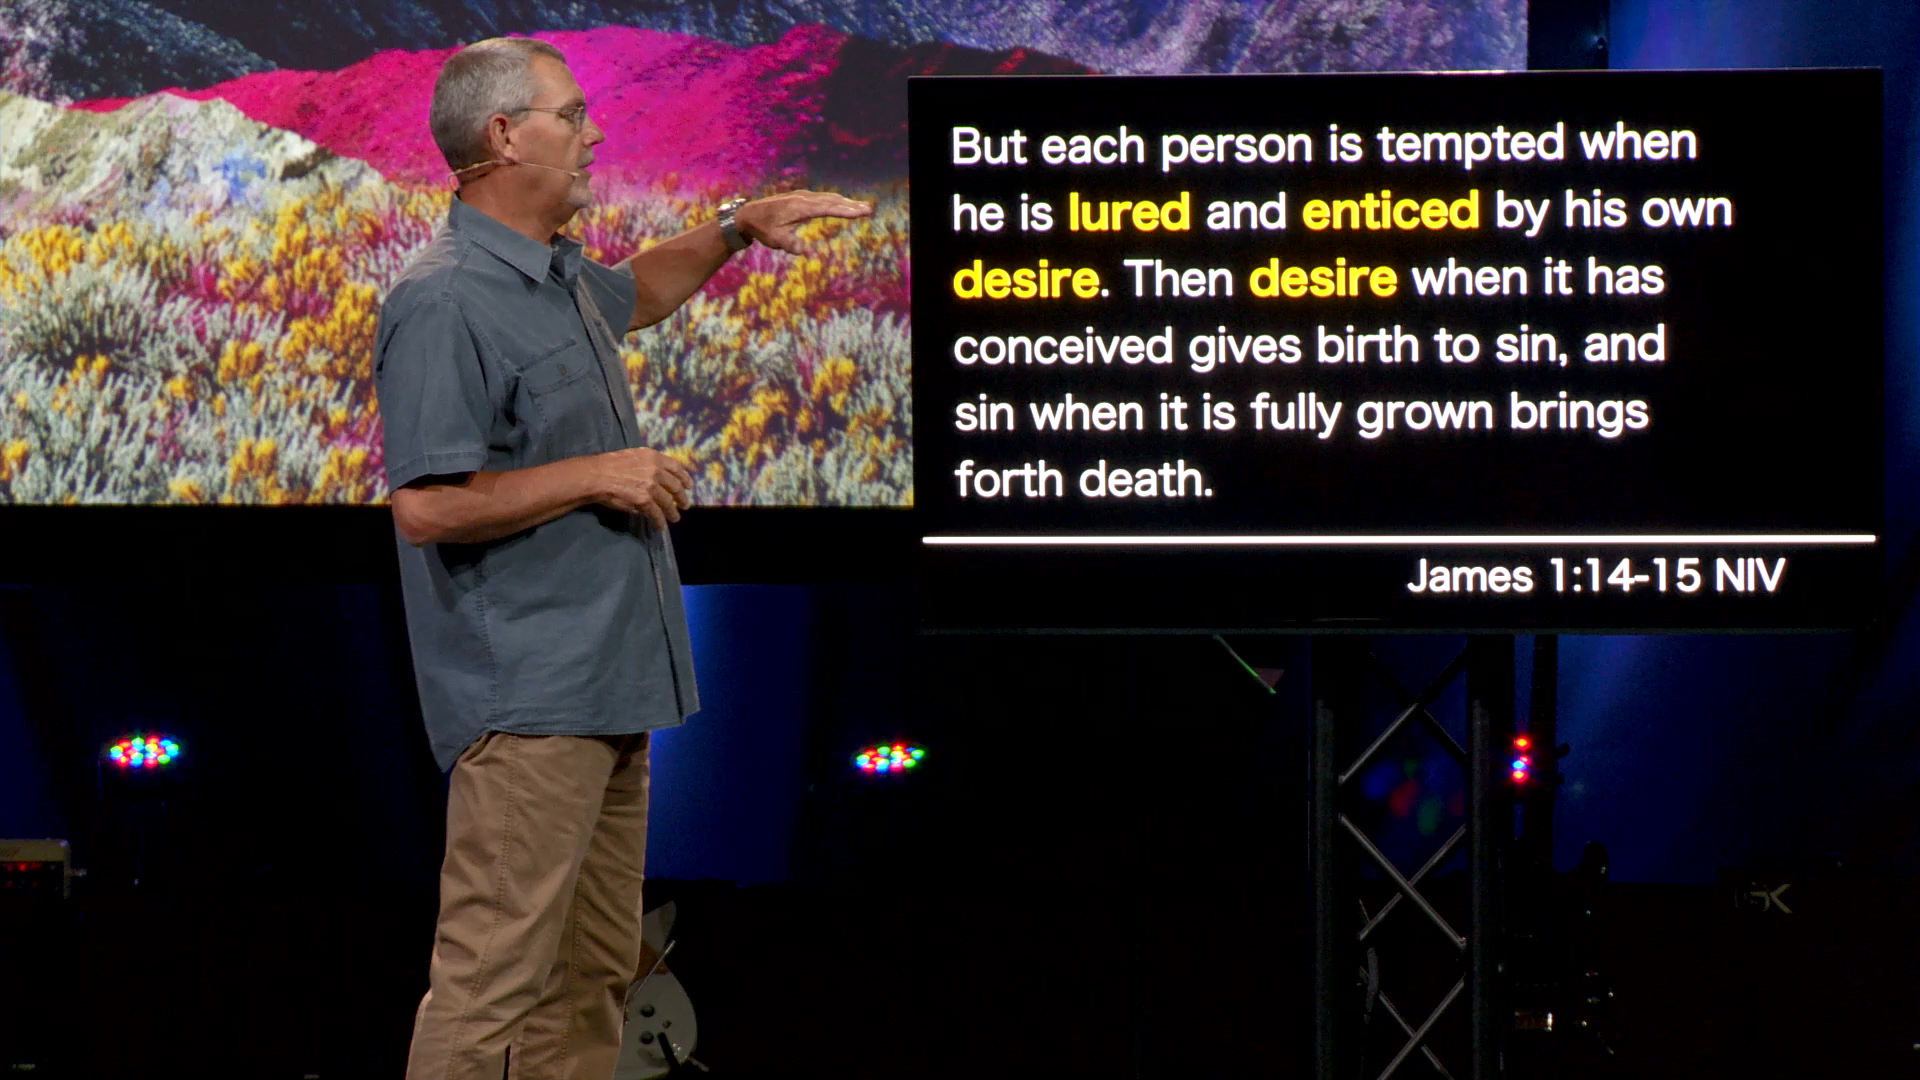 But each person is tempted when
he is lured and enticed by his own
desire. Then desire when it has
conceived gives birth to sin, and
sin when it is fully grown brings
forth death.
James 1:14-15 NIV